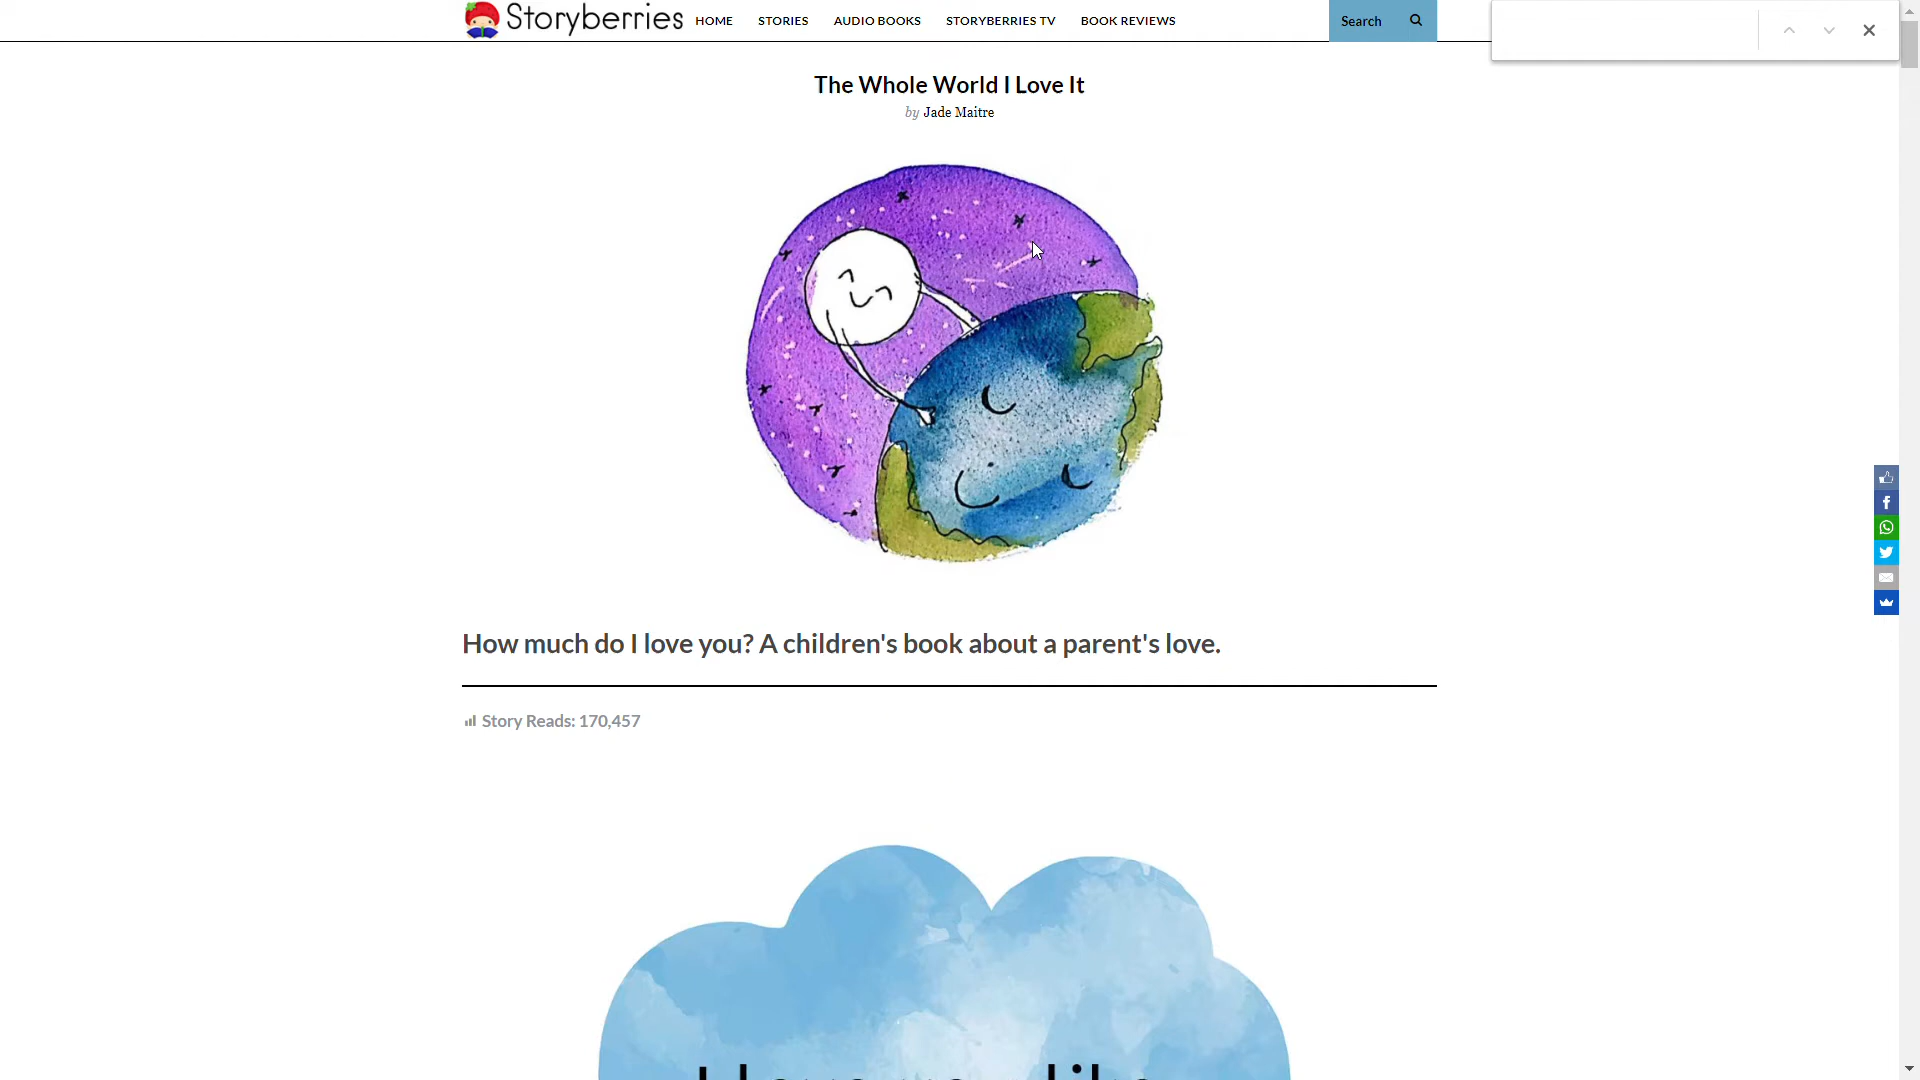 Storyberries
HOME STORIES AUDIO BOOKS STORYBERRIES TV BOOK REVIEWS Search
The Whole World I Love It
by Jade Maitre
How much do I love you? A children's book about a parent's love.
Story Reads: 170,457